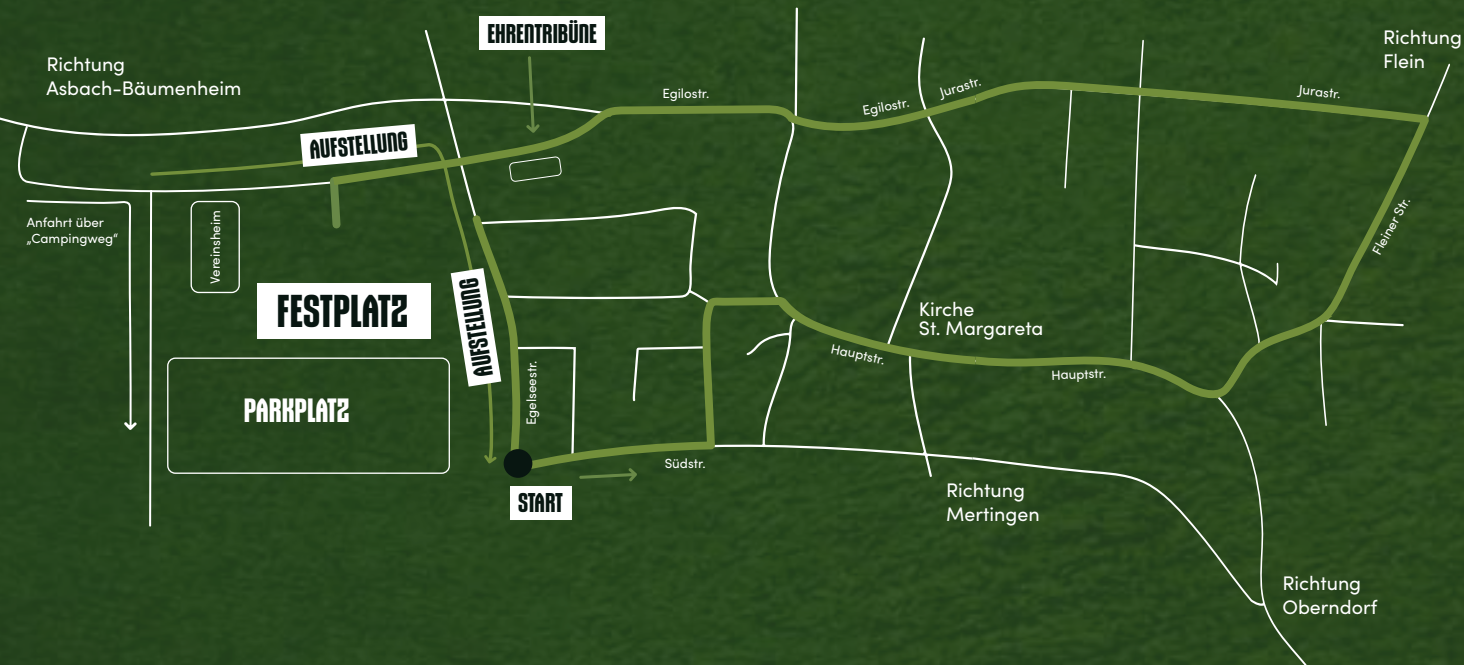 EHRENTRIBÜNE
Richtung
Flein
Richtung
Asbach-Bäumenheim
Egilostr.
Egilostr.
Jurastr.
Jurastr.
AUFSTELLUNG
Anfahrt über
„Campingweg“
Vereinsheim
Fleiner Str.
FESTPLATZ
AUFSTELLUNG
Kirche
St. Margareta
Hauptstr.
Hauptstr.
Egelseestr.
PARKPLATZ
Südstr.
START
Richtung
Mertingen
Richtung
Oberndorf